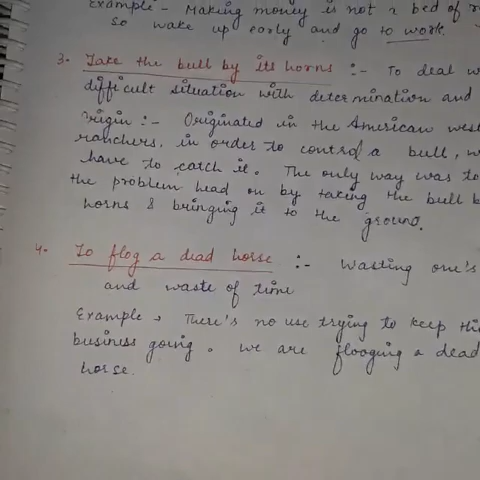 Example - Making money is not a bed of
so wake up early and go to work.
3. Take the bull by its horns :- To deal
difficult situation with determination and
Origin :- Originated in the American west
ranchers, in order to control a bull,
have to catch it. The only way was to
the problem head on by taking the bull b
horns & bringing it to the ground.
4. To flog a dead horse :- Wasting one's
and waste of time
Example → There's no use trying to keep thi
business going. We are flooging a dead
horse.